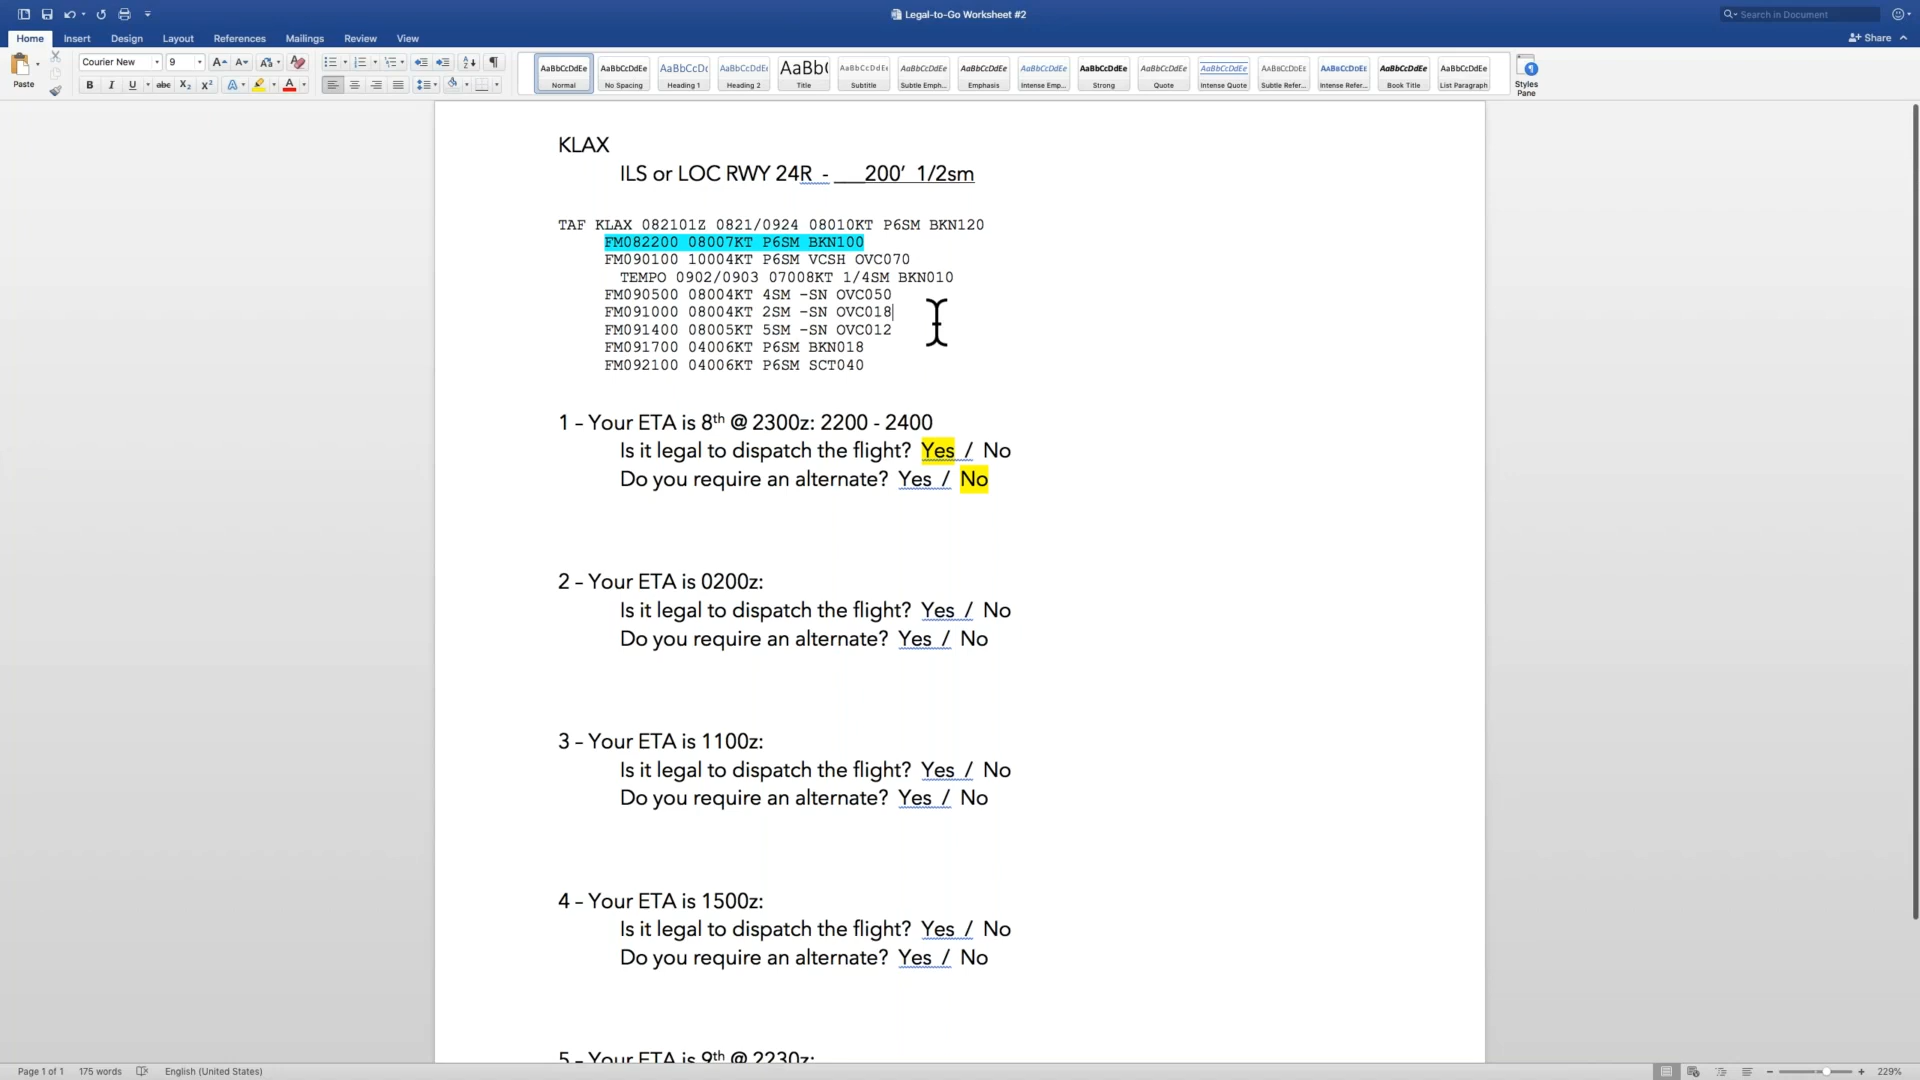 Legal-to-Go Worksheet #2
Search in Document
Home Insert Design Layout References Mailings Review View
Share
Paste
Courier New 9
AaBbCcDdEe Normal
AaBbCcDdEe No Spacing
AaBbCcDc Heading 1
AaBbCcDdEe Heading 2
AaBb( Title
AaBbCcDdEe Subtitle
AaBbCcDdEe Subtle Emph...
AaBbCcDdEe Emphasis
AaBbCcDdEe Intense Emp...
AaBbCcDdEe Strong
AaBbCcDdEe Quote
AaBbCcDdEe Intense Quote
AaBbCcDdEe Subtle Refer...
AaBbCcDdEe Intense Refer...
AaBbCcDdEe Book Title
AaBbCcDdEe List Paragraph
Styles Pane
KLAX
ILS or LOC RWY 24R - ___200’ 1/2sm
TAF KLAX 082101Z 0821/0924 08010KT P6SM BKN120
FM082200 08007KT P6SM BKN100
FM090100 10004KT P6SM VCSH OVC070
TEMPO 0902/0903 07008KT 1/4SM BKN010
FM090500 08004KT 4SM -SN OVC050
FM091000 08004KT 2SM -SN OVC018
FM091400 08005KT 5SM -SN OVC012
FM091700 04006KT P6SM BKN018
FM092100 04006KT P6SM SCT040
1 – Your ETA is 8th @ 2300z: 2200 - 2400
Is it legal to dispatch the flight? Yes / No
Do you require an alternate? Yes / No
2 – Your ETA is 0200z:
Is it legal to dispatch the flight? Yes / No
Do you require an alternate? Yes / No
3 – Your ETA is 1100z:
Is it legal to dispatch the flight? Yes / No
Do you require an alternate? Yes / No
4 – Your ETA is 1500z:
Is it legal to dispatch the flight? Yes / No
Do you require an alternate? Yes / No
5 – Your ETA is 9th @ 2230z:
Page 1 of 1 175 words English (United States) 229%